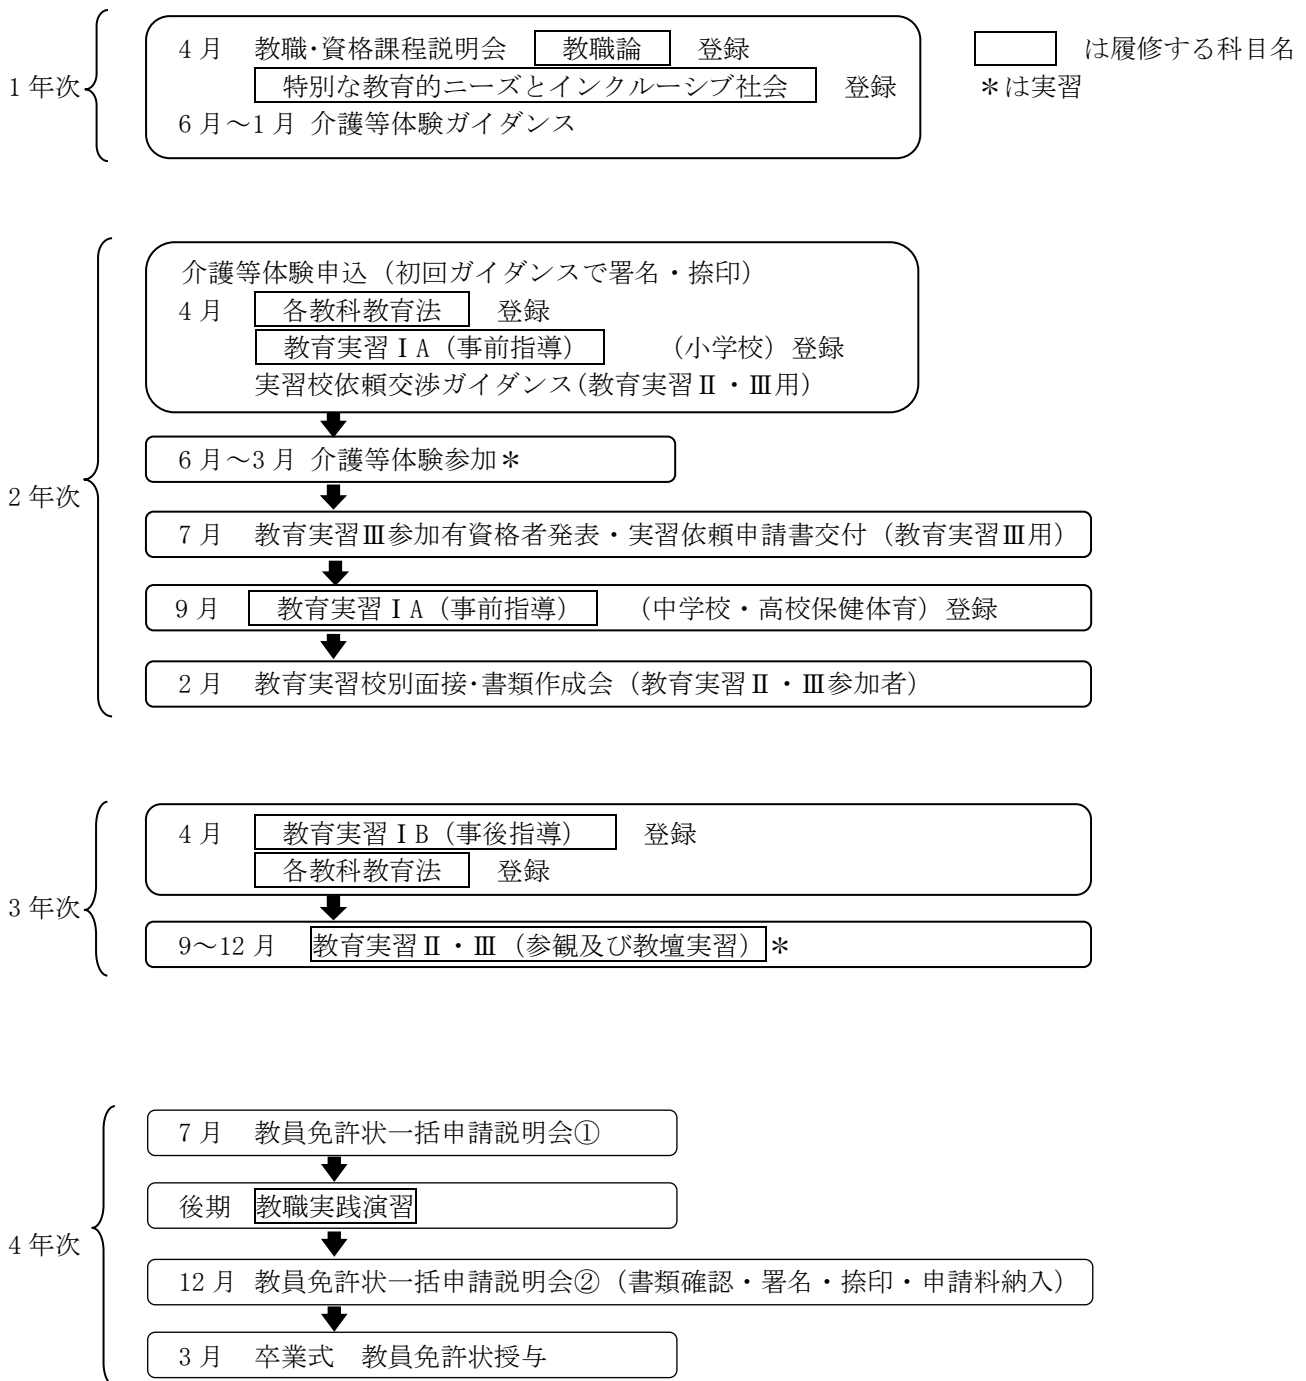 1 年次
4 月　教職・資格課程説明会　教職論　登録
特別な教育的ニーズとインクルーシブ社会　登録
6 月～1 月 介護等体験ガイダンス
は履修する科目名
＊は実習
2 年次
介護等体験申込（初回ガイダンスで署名・捺印）
4 月　各教科教育法　登録
教育実習ⅠA（事前指導）　（小学校）登録
実習校依頼交渉ガイダンス（教育実習Ⅱ・Ⅲ用）
6 月～3 月 介護等体験参加＊
7 月　教育実習Ⅲ参加有資格者発表・実習依頼申請書交付（教育実習Ⅲ用）
9 月　教育実習ⅠA（事前指導）　（中学校・高校保健体育）登録
2 月　教育実習校別面接・書類作成会（教育実習Ⅱ・Ⅲ参加者）
3 年次
4 月　教育実習ⅠB（事後指導）　登録
各教科教育法　登録
9～12 月　教育実習Ⅱ・Ⅲ（参観及び教壇実習）＊
4 年次
7 月　教員免許状一括申請説明会①
後期　教職実践演習
12 月 教員免許状一括申請説明会②（書類確認・署名・捺印・申請料納入）
3 月　卒業式　教員免許状授与